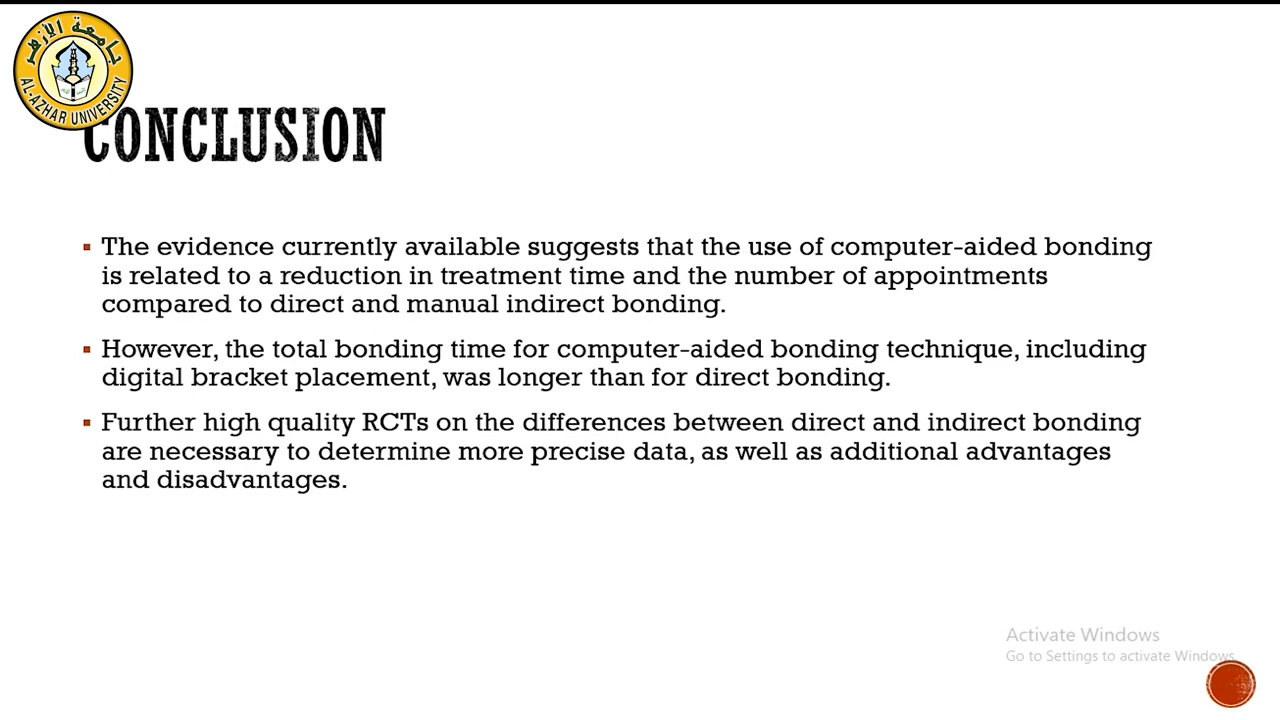 جامعة الأزهر
AL-AZHAR UNIVERSITY
CONCLUSION
The evidence currently available suggests that the use of computer-aided bonding
is related to a reduction in treatment time and the number of appointments
compared to direct and manual indirect bonding.
However, the total bonding time for computer-aided bonding technique, including
digital bracket placement, was longer than for direct bonding.
Further high quality RCTs on the differences between direct and indirect bonding
are necessary to determine more precise data, as well as additional advantages
and disadvantages.
Activate Windows
Go to Settings to activate Windows.